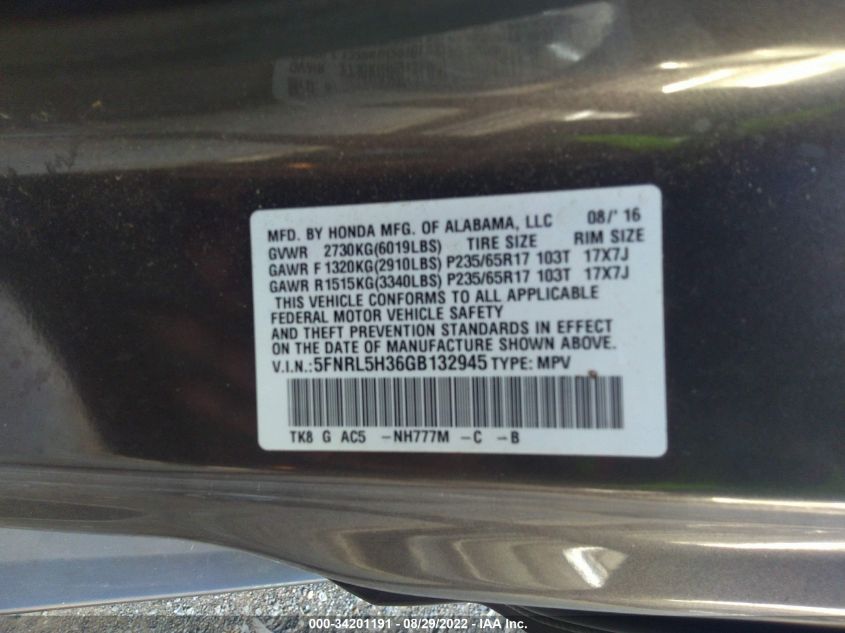 MFD. BY HONDA MFG. OF ALABAMA, LLC 08/'16
GVWR 2730KG(6019LBS) TIRE SIZE RIM SIZE
GAWR F1320KG(2910LBS) P235/65R17 103T 17X7J
GAWR R1515KG(3340LBS) P235/65R17 103T 17X7J
THIS VEHICLE CONFORMS TO ALL APPLICABLE
FEDERAL MOTOR VEHICLE SAFETY
AND THEFT PREVENTION STANDARDS IN EFFECT
ON THE DATE OF MANUFACTURE SHOWN ABOVE.
V.I.N.:5FNRL5H36GB132945 TYPE: MPV
TK8 G AC5 -NH777M -C -B
000-34201191 - 08/29/2022 - IAA Inc.